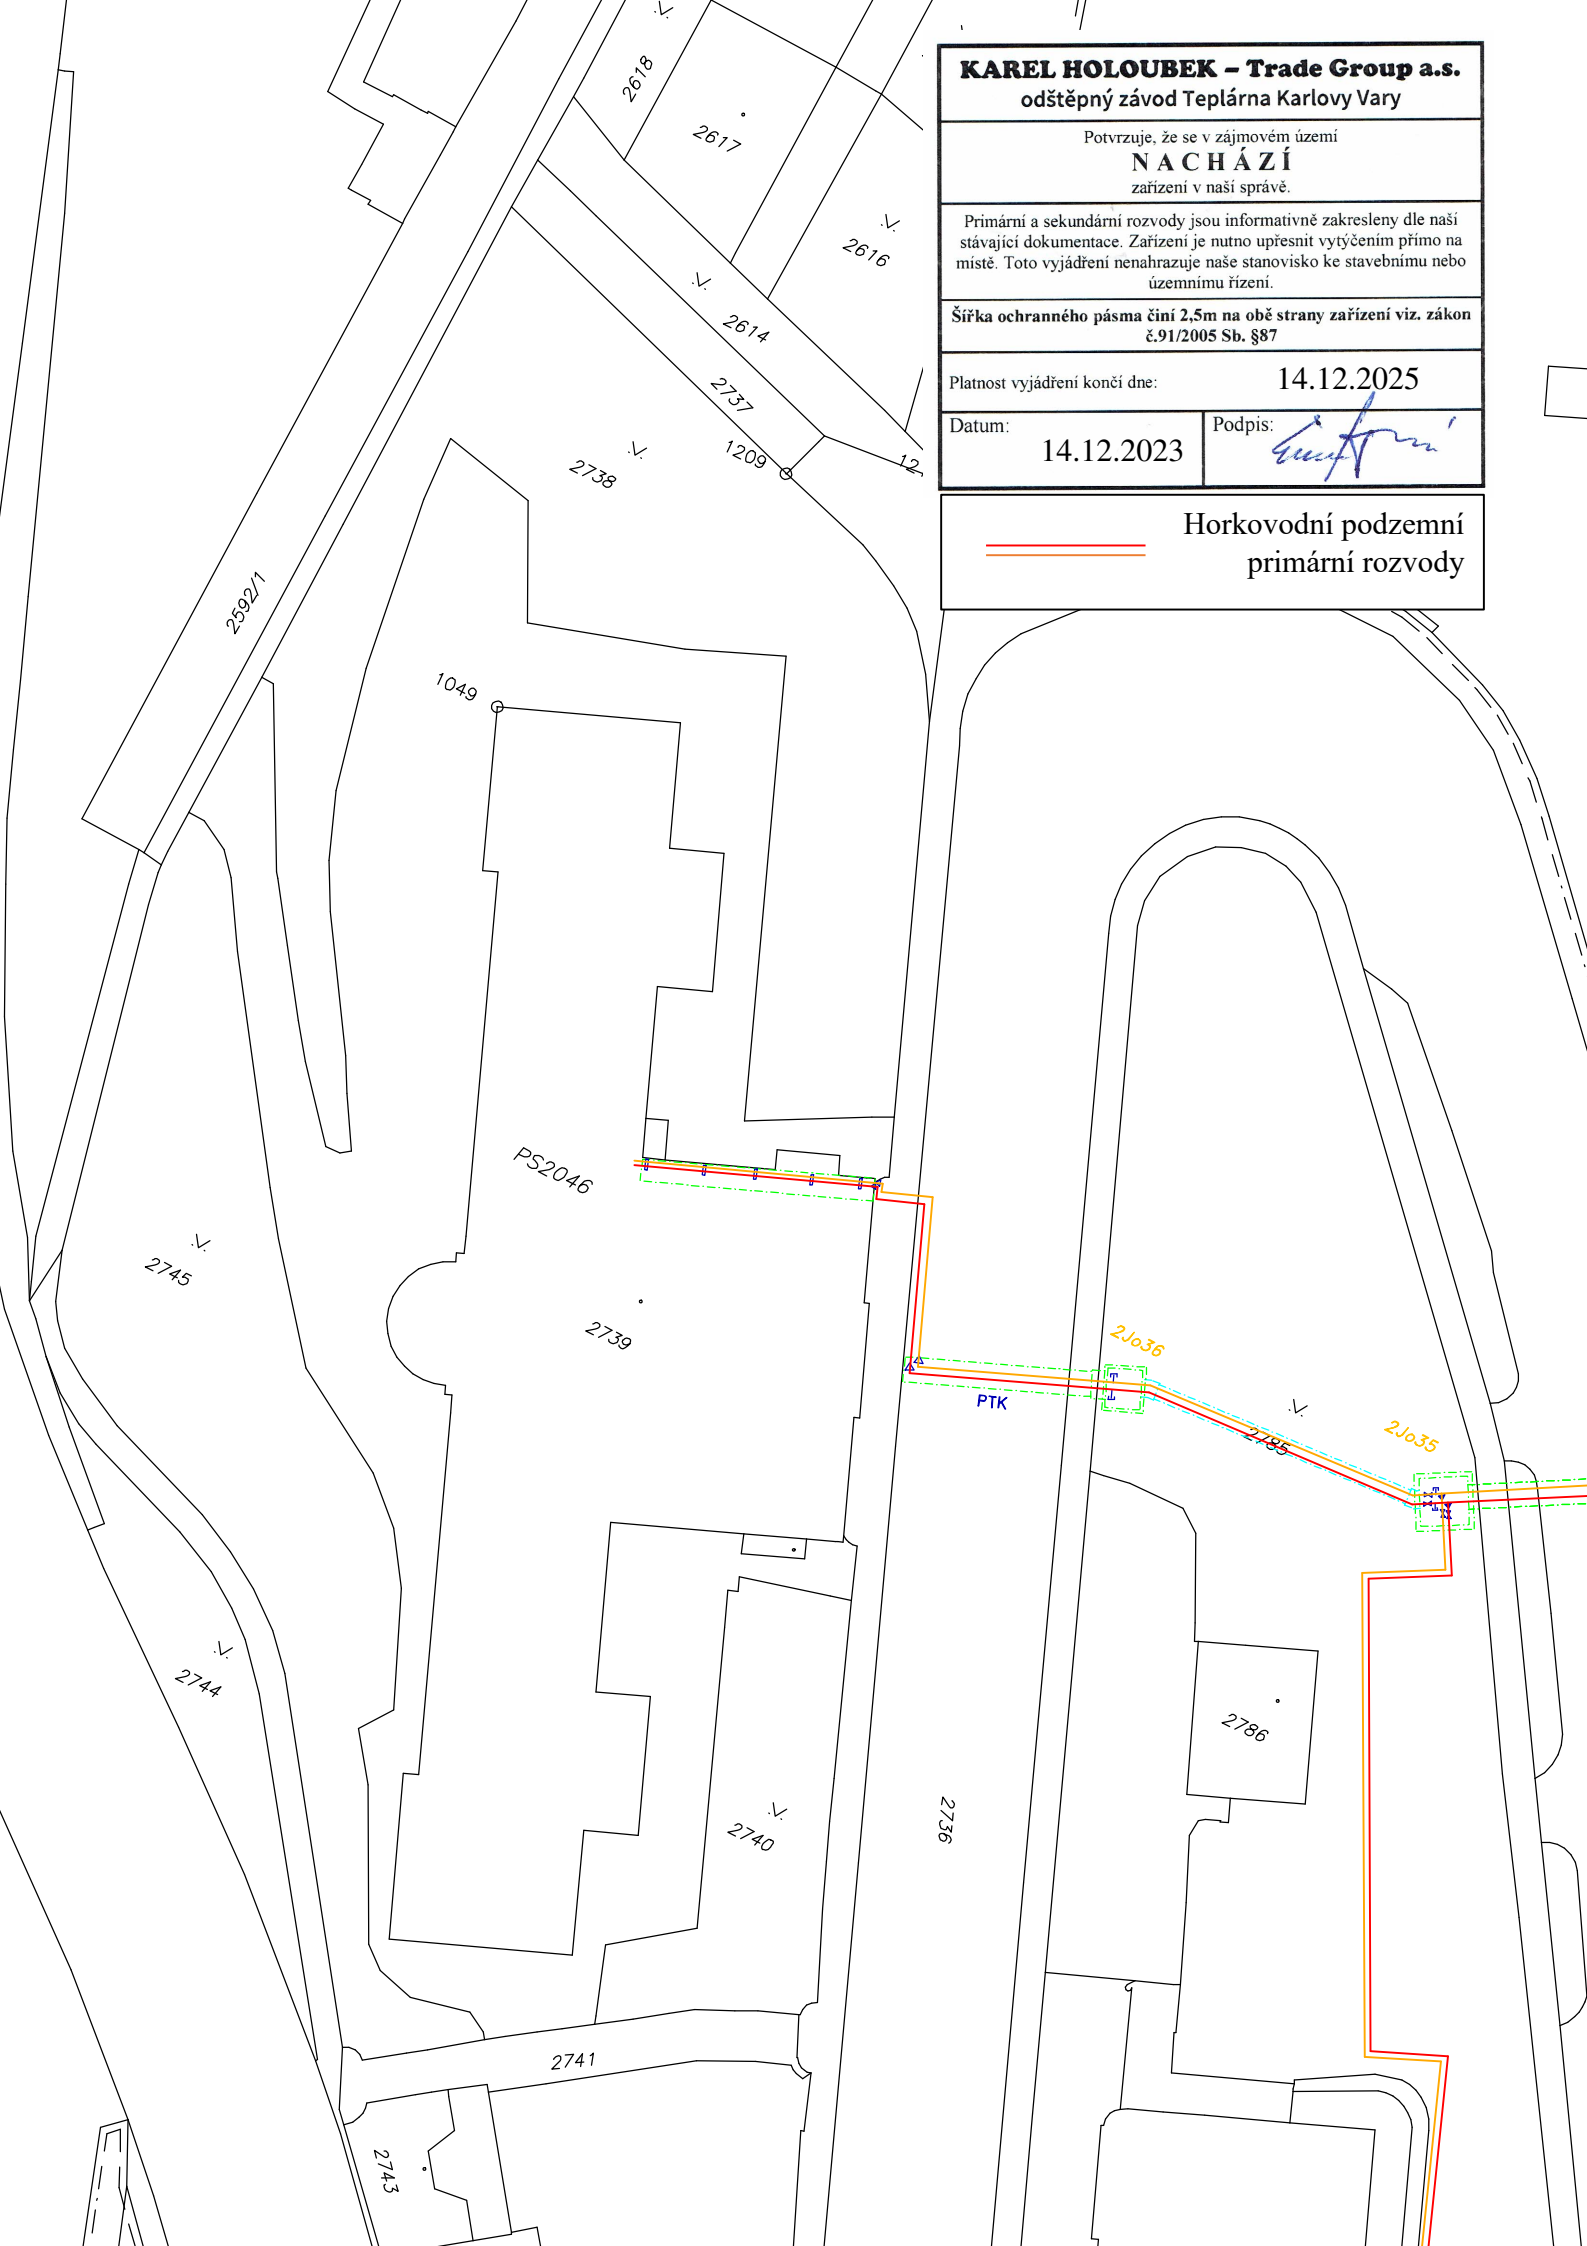 KAREL HOLOUBEK – Trade Group a.s.
odštěpný závod Teplárna Karlovy Vary
Potvrzuje, že se v zájmovém území
NACHÁZÍ
zařízení v naší správě.
Primární a sekundární rozvody jsou informativně zakresleny dle naší
stávající dokumentace. Zařízení je nutno upřesnit vytýčením přímo na
místě. Toto vyjádření nenahrazuje naše stanovisko ke stavebnímu nebo
územnímu řízení.
Šířka ochranného pásma činí 2,5m na obě strany zařízení viz. zákon
č.91/2005 Sb. §87
Platnost vyjádření končí dne: 14.12.2025
Datum: 14.12.2023
Podpis:
Horkovodní podzemní
primární rozvody
2618
2617
2616
2614
2737
1209
12
2738
2592/1
1049
PS2046
2745
2739
2Jo36
PTK
2785
2Jo35
2744
2786
2740
2736
2741
2743